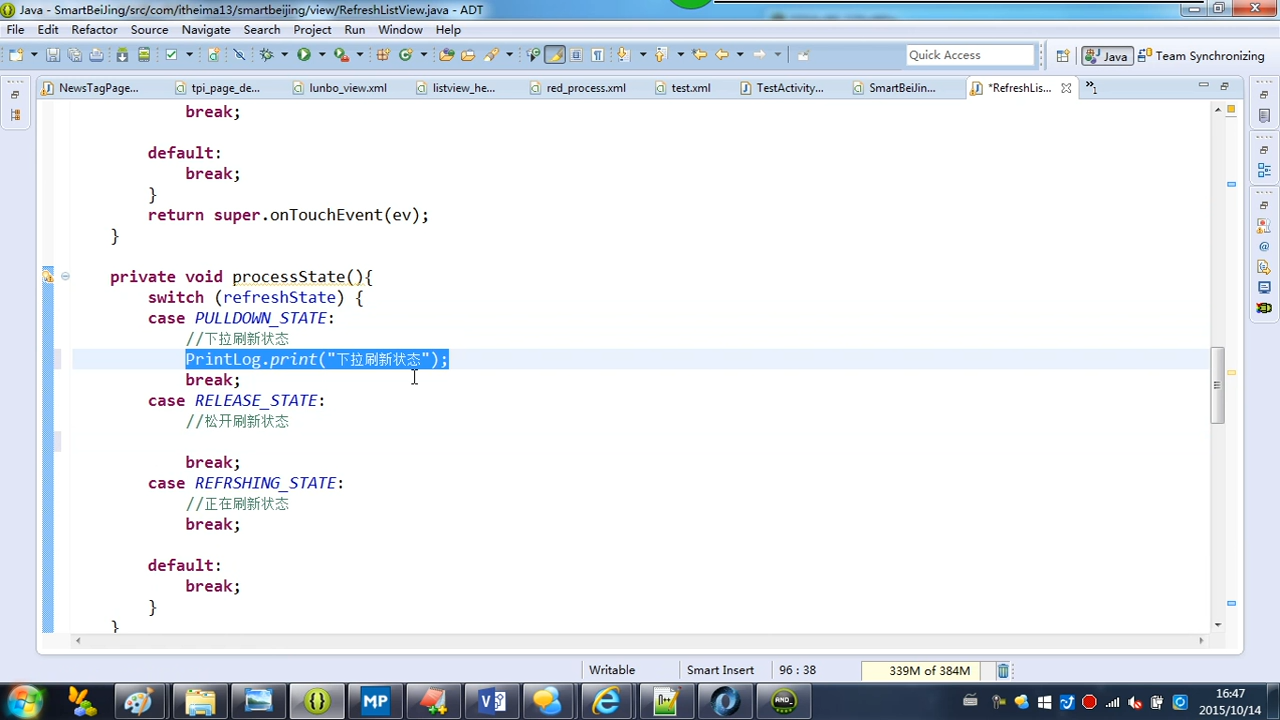 Java - SmartBeiJing/src/com/itheima13/smartbeijing/view/RefreshListView.java - ADT
File Edit Refactor Source Navigate Search Project Run Window Help
Quick Access
Java
Team Synchronizing
NewsTagPage...
tpi_page_de...
lunbo_view.xml
listview_he...
red_process.xml
test.xml
TestActivity...
SmartBeiJin...
*RefreshLis...
»1
break;
default:
break;
}
return super.onTouchEvent(ev);
}
private void processState(){
switch (refreshState) {
case PULLDOWN_STATE:
//下拉刷新状态
PrintLog.print("下拉刷新状态");
break;
case RELEASE_STATE:
//松开刷新状态
break;
case REFRSHING_STATE:
//正在刷新状态
break;
default:
break;
}
}
Writable
Smart Insert
96 : 38
339M of 384M
MP
16:47
2015/10/14